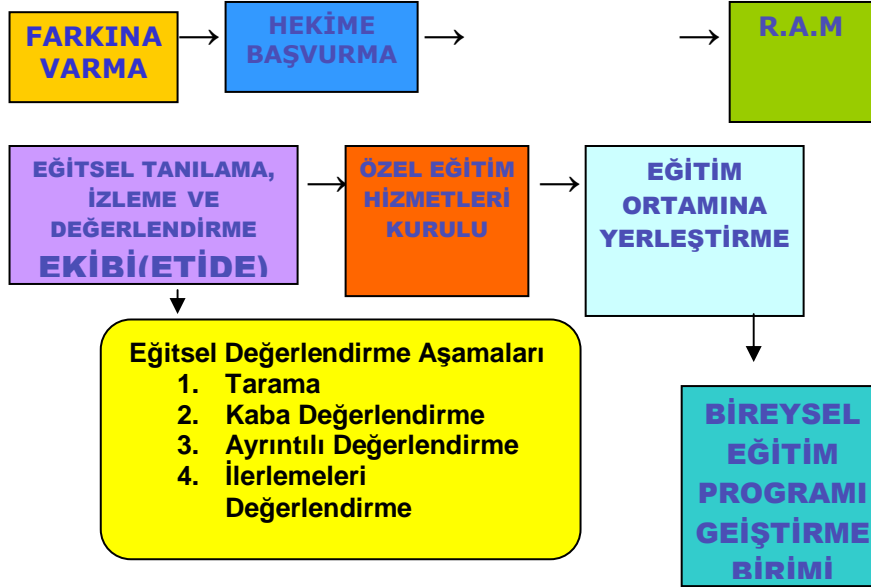 FARKINA
VARMA
→
HEKİME
BAŞVURMA
→
→
R.A.M
EĞİTSEL TANILAMA,
İZLEME VE
DEĞERLENDİRME
EKİBİ(ETİDE)
→
ÖZEL EĞİTİM
HİZMETLERİ
KURULU
→
EĞİTİM
ORTAMINA
YERLEŞTİRME
Eğitsel Değerlendirme Aşamaları
1. Tarama
2. Kaba Değerlendirme
3. Ayrıntılı Değerlendirme
4. İlerlemeleri
Değerlendirme
BİREYSEL
EĞİTİM
PROGRAMI
GEİŞTİRME
BİRİMİ